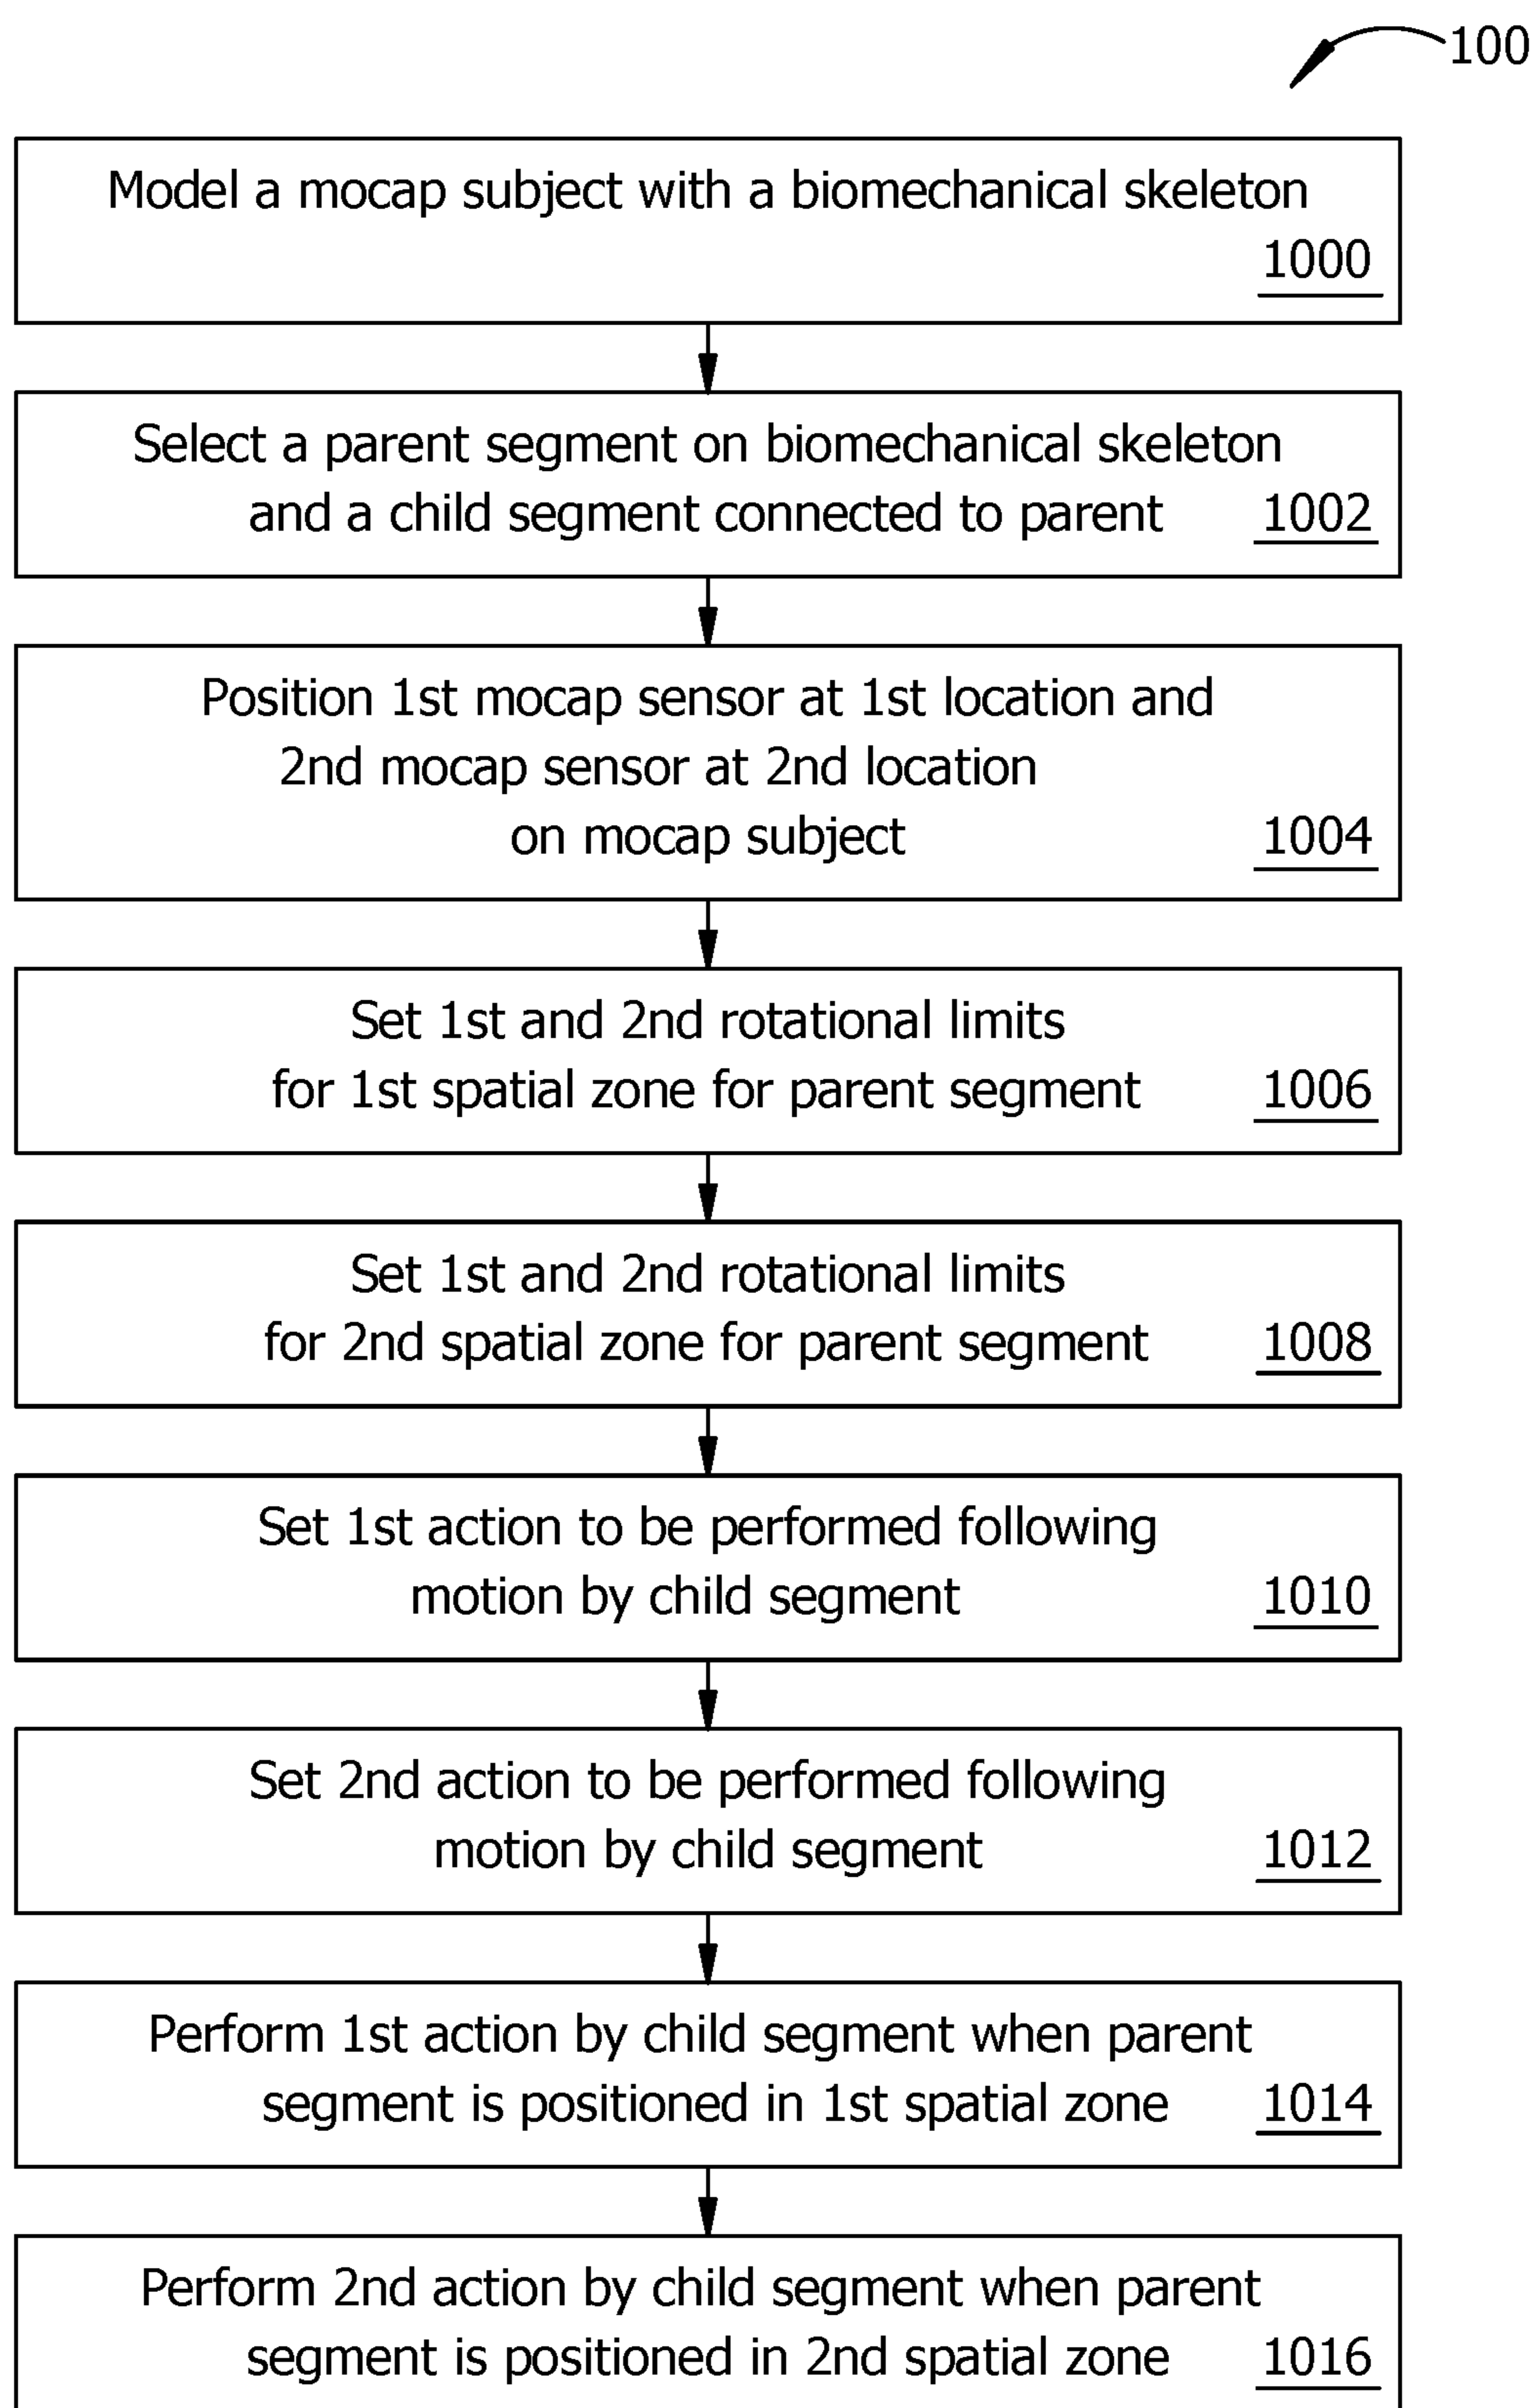 100
Model a mocap subject with a biomechanical skeleton
1000
Select a parent segment on biomechanical skeleton
and a child segment connected to parent 1002
Position 1st mocap sensor at 1st location and
2nd mocap sensor at 2nd location
on mocap subject 1004
Set 1st and 2nd rotational limits
for 1st spatial zone for parent segment 1006
Set 1st and 2nd rotational limits
for 2nd spatial zone for parent segment 1008
Set 1st action to be performed following
motion by child segment 1010
Set 2nd action to be performed following
motion by child segment 1012
Perform 1st action by child segment when parent
segment is positioned in 1st spatial zone 1014
Perform 2nd action by child segment when parent
segment is positioned in 2nd spatial zone 1016